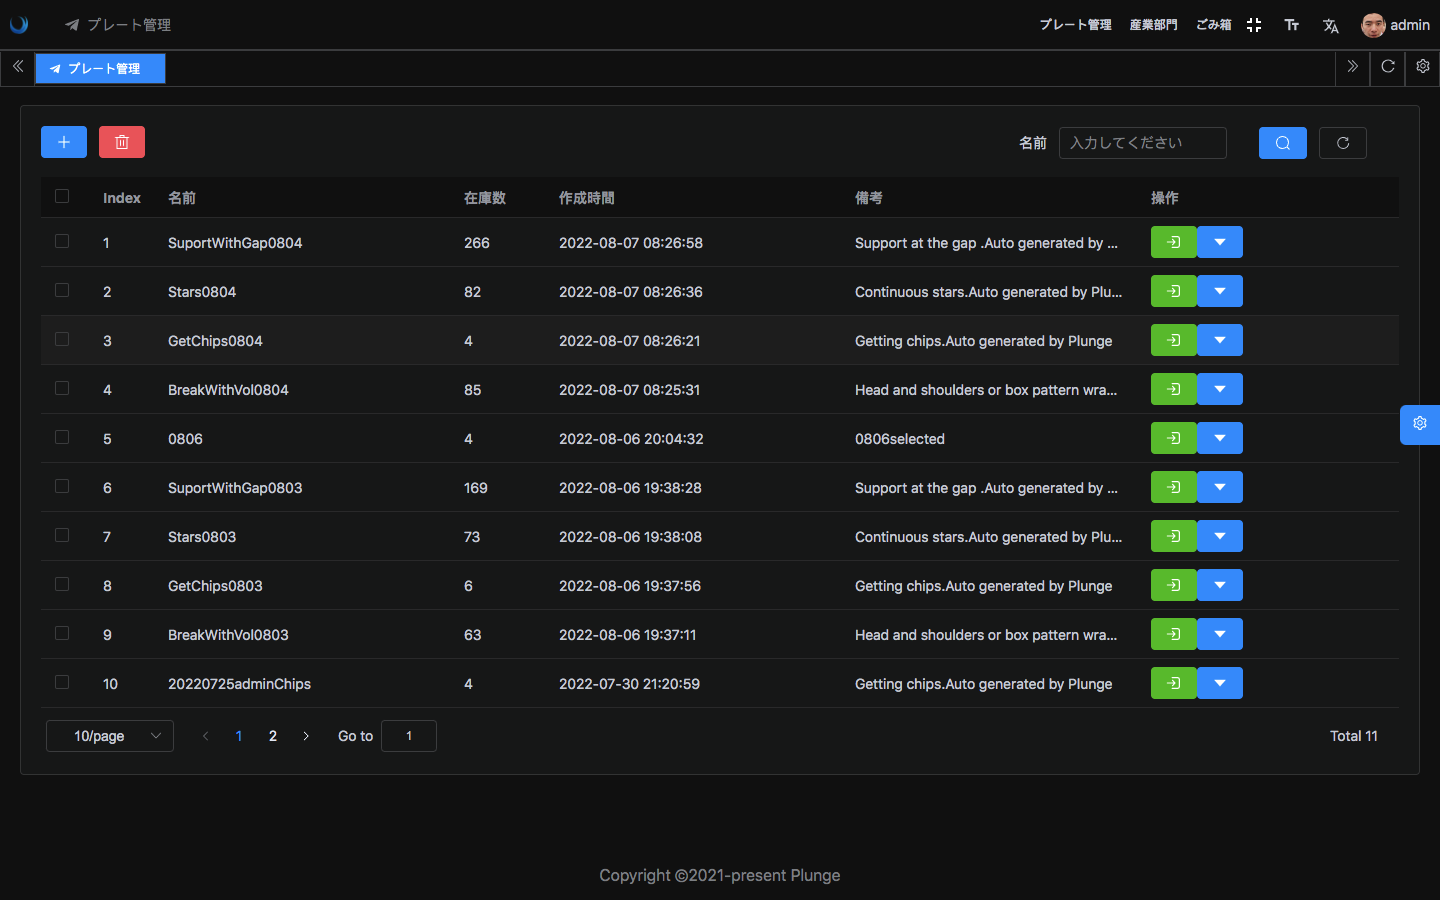 プレート管理 プレート管理 産業部門 ごみ箱 admin
プレート管理
名前 入力してください
Index 名前 在庫数 作成時間 備考 操作
1 SuportWithGap0804 266 2022-08-07 08:26:58 Support at the gap .Auto generated by ...
2 Stars0804 82 2022-08-07 08:26:36 Continuous stars.Auto generated by Plu...
3 GetChips0804 4 2022-08-07 08:26:21 Getting chips.Auto generated by Plunge
4 BreakWithVol0804 85 2022-08-07 08:25:31 Head and shoulders or box pattern wra...
5 0806 4 2022-08-06 20:04:32 0806selected
6 SuportWithGap0803 169 2022-08-06 19:38:28 Support at the gap .Auto generated by ...
7 Stars0803 73 2022-08-06 19:38:08 Continuous stars.Auto generated by Plu...
8 GetChips0803 6 2022-08-06 19:37:56 Getting chips.Auto generated by Plunge
9 BreakWithVol0803 63 2022-08-06 19:37:11 Head and shoulders or box pattern wra...
10 20220725adminChips 4 2022-07-30 21:20:59 Getting chips.Auto generated by Plunge
10/page 1 2 Go to 1 Total 11
Copyright ©2021-present Plunge